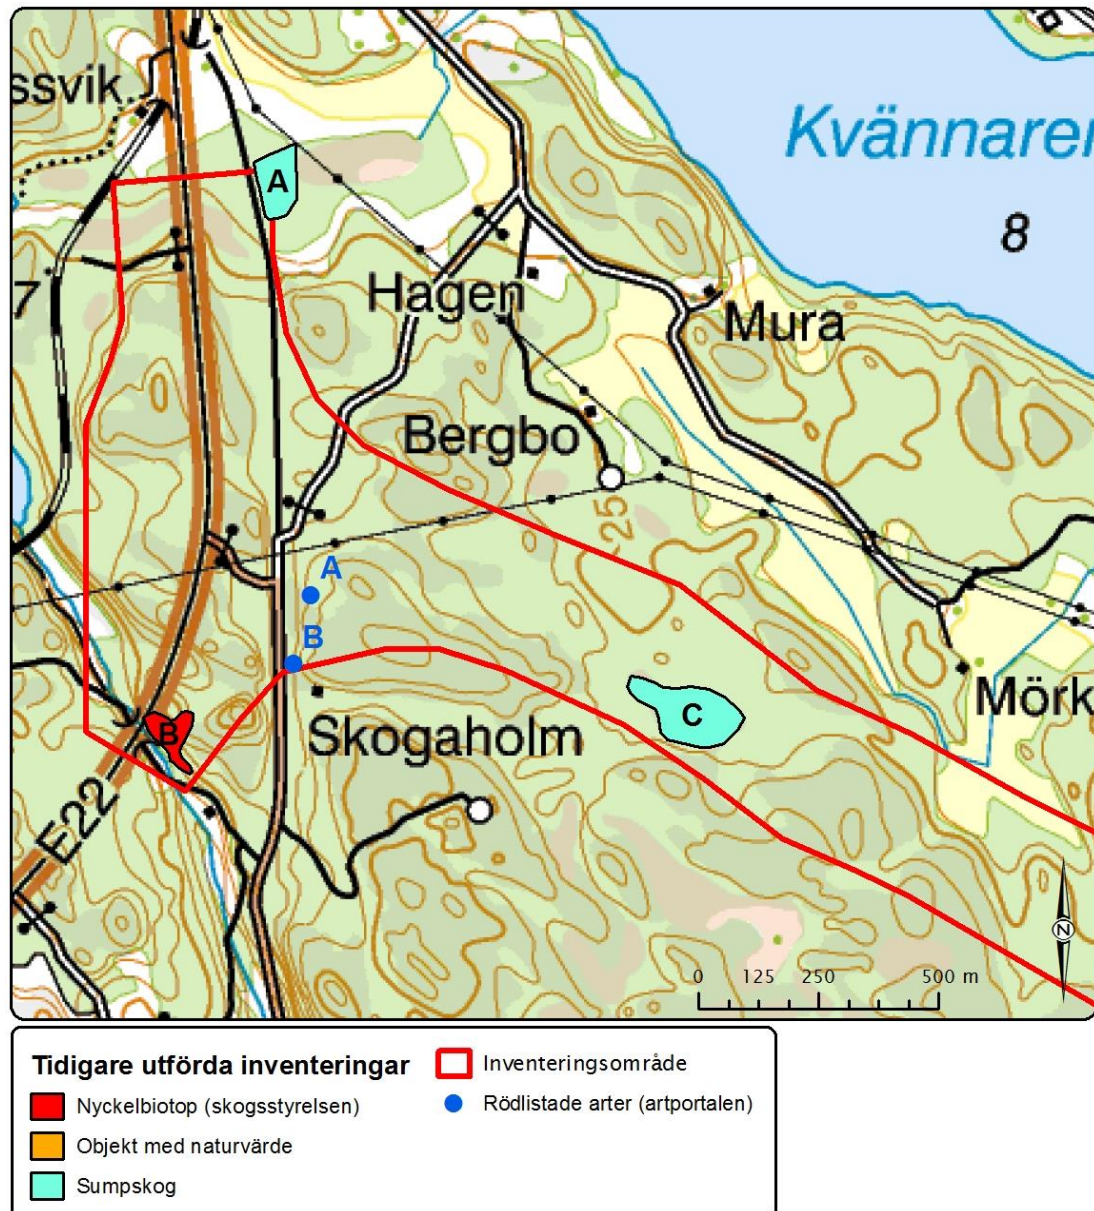 ssvik
A
Kvännaren
8
7
Hagen
Mura
Bergbo
25
A
B
C
B
Skogaholm
Mörk
E22
N
0 125 250 500 m
Tidigare utförda inventeringar
Nyckelbiotop (skogsstyrelsen)
Objekt med naturvärde
Sumpskog
Inventeringsområde
Rödlistade arter (artportalen)